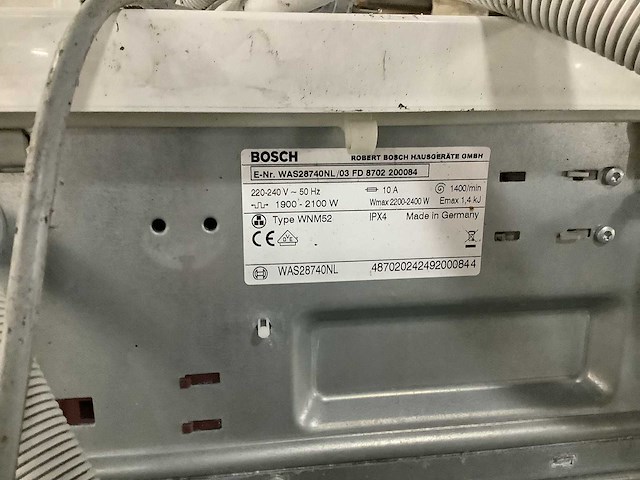 BOSCH ROBERT BOSCH HAUSGERÄTE GMBH
E-Nr. WAS28740NL/03 FD 8702 200084
220-240 V ~ 50 Hz 10 A 1400/min
1900 - 2100 W Wmax 2200-2400 W Emax 1,4 kJ
Type WNM52 IPX4 Made in Germany
CE
WAS28740NL 487020242492000844